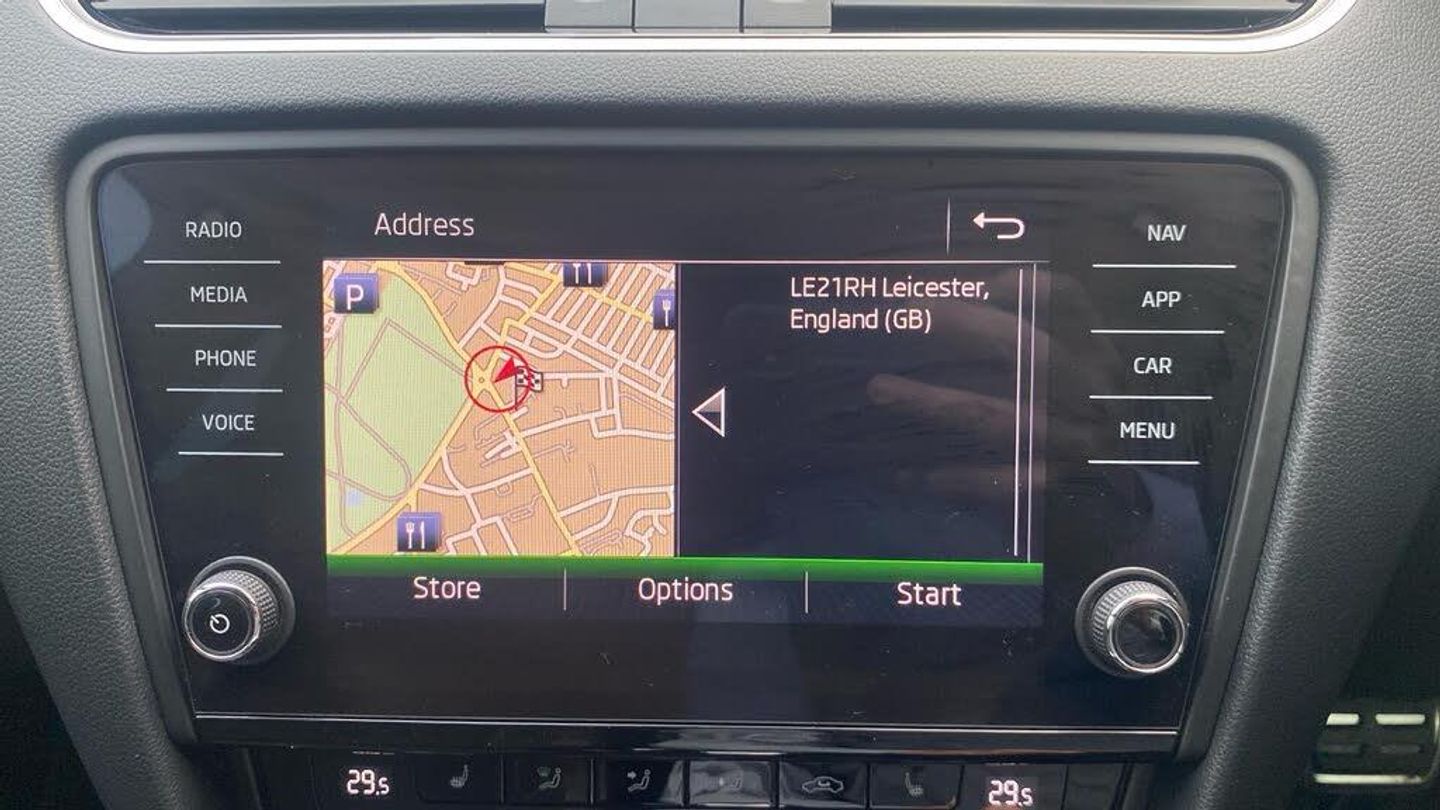 RADIO
MEDIA
PHONE
VOICE
Address
P
LE21RH Leicester,
England (GB)
Store
Options
Start
NAV
APP
CAR
MENU
29.5
29.5